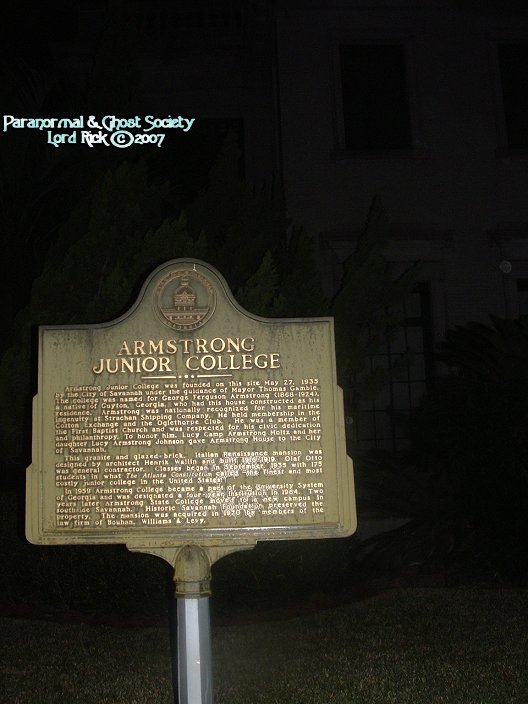 Paranormal & Ghost Society
Lord Rick © 2007
ARMSTRONG
JUNIOR COLLEGE
Armstrong Junior College was founded on this site May 27, 1935
by the City of Savannah under the guidance of Mayor Thomas Gamble.
The college was named for George Ferguson Armstrong (1868-1924),
a native of Guyton, Georgia, who had this house constructed as his
residence. Armstrong was nationally recognized for his maritime
ingenuity at Strachan Shipping Company. He held membership in the
Cotton Exchange and the Oglethorpe Club. He was a member of
the First Baptist Church and was respected for his civic dedication
and philanthropy. To honor him, Lucy Camp Armstrong Moltz and her
daughter Lucy Armstrong Johnson gave Armstrong House to the City
of Savannah.
This granite and glazed-brick, Italian Renaissance mansion was
designed by architect Henrik Wallin and built 1916-1919. Olaf Otto
was general contractor. Classes began in September, 1935 with 175
students in what The Atlanta Constitution called "the finest and most
costly junior college in the United States."
In 1959 Armstrong College became a part of the University System
of Georgia and was designated a four-year institution in 1964. Two
years later Armstrong State College moved to a new campus in
southside Savannah. Historic Savannah Foundation preserved the
property. The mansion was acquired in 1970 by members of the
law firm of Bouhan, Williams & Levy.